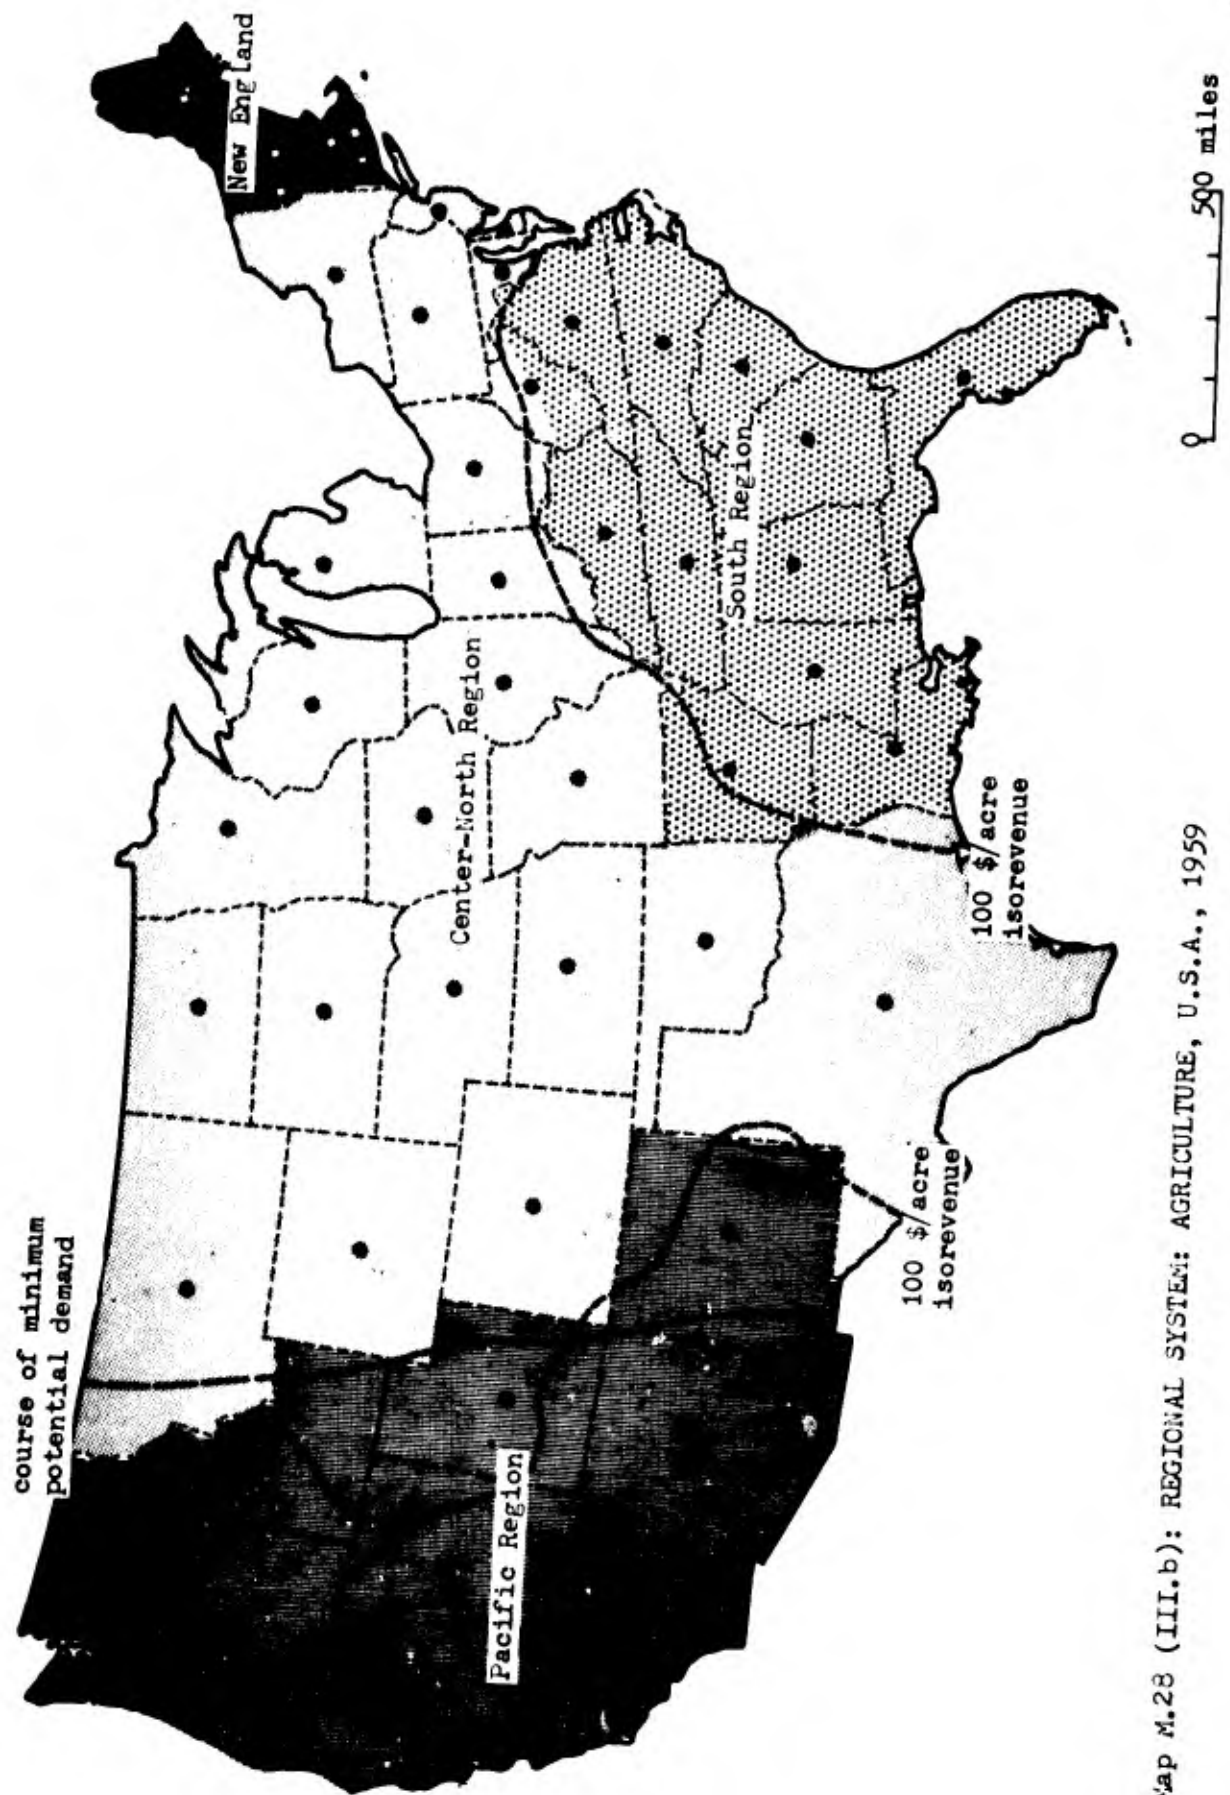 course of minimum
potential demand
New England
Center-North Region
Pacific Region
South Region
100 $/acre
isorevenue
100 $/acre
isorevenue
0 500 miles
Map M.28 (III.b): REGIONAL SYSTEM: AGRICULTURE, U.S.A., 1959